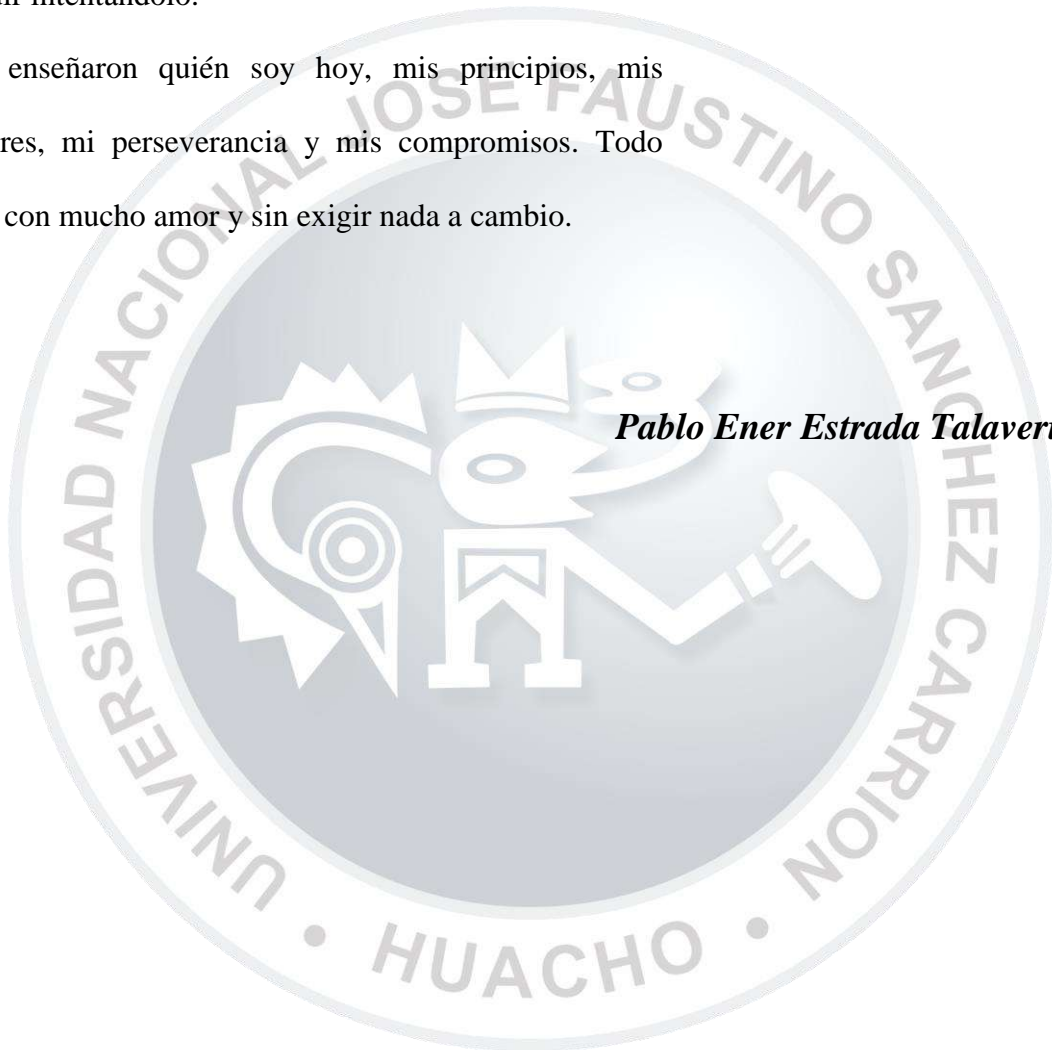 intentándolo.
enseñaron quién soy hoy, mis principios, mis
res, mi perseverancia y mis compromisos. Todo
con mucho amor y sin exigir nada a cambio.
Pablo Ener Estrada Talaver
UNIVERSIDAD NACIONAL JOSE FAUSTINO SANCHEZ CARRION
• HUACHO •